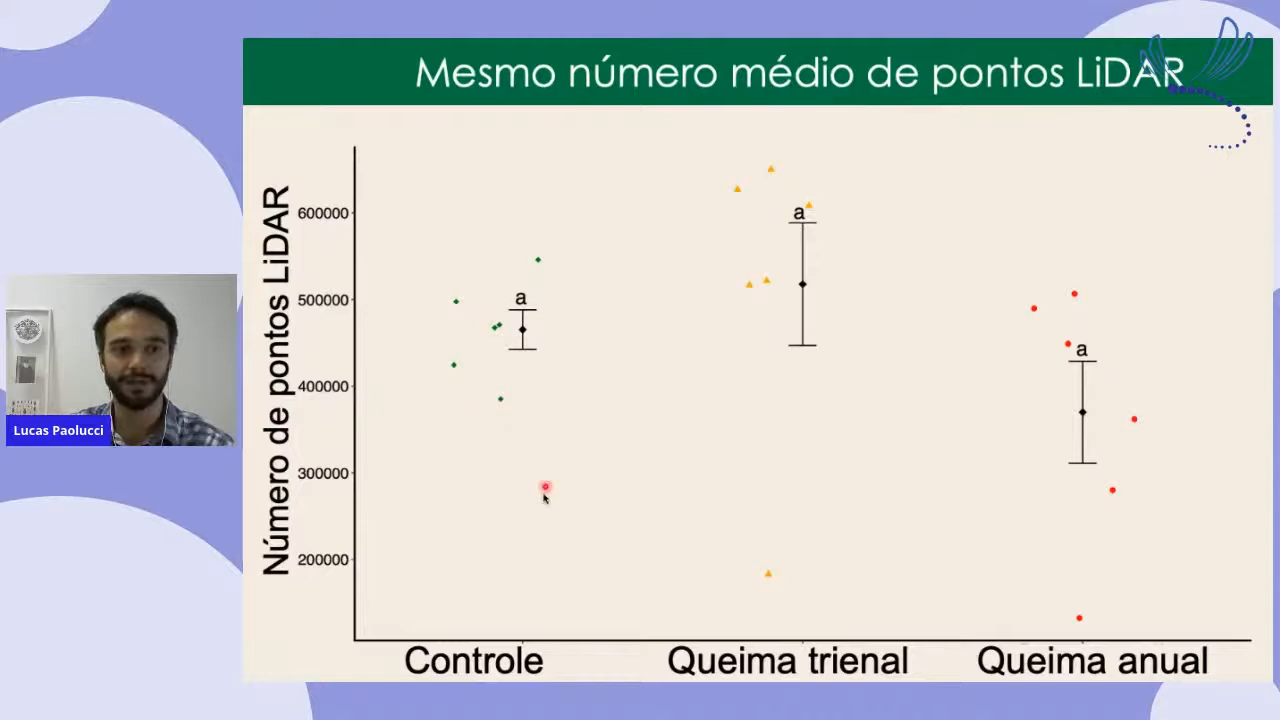 Mesmo número médio de pontos LiDAR
Número de pontos LiDAR
600000
500000
400000
300000
200000
a
a
a
Controle
Queima trienal
Queima anual
Lucas Paolucci